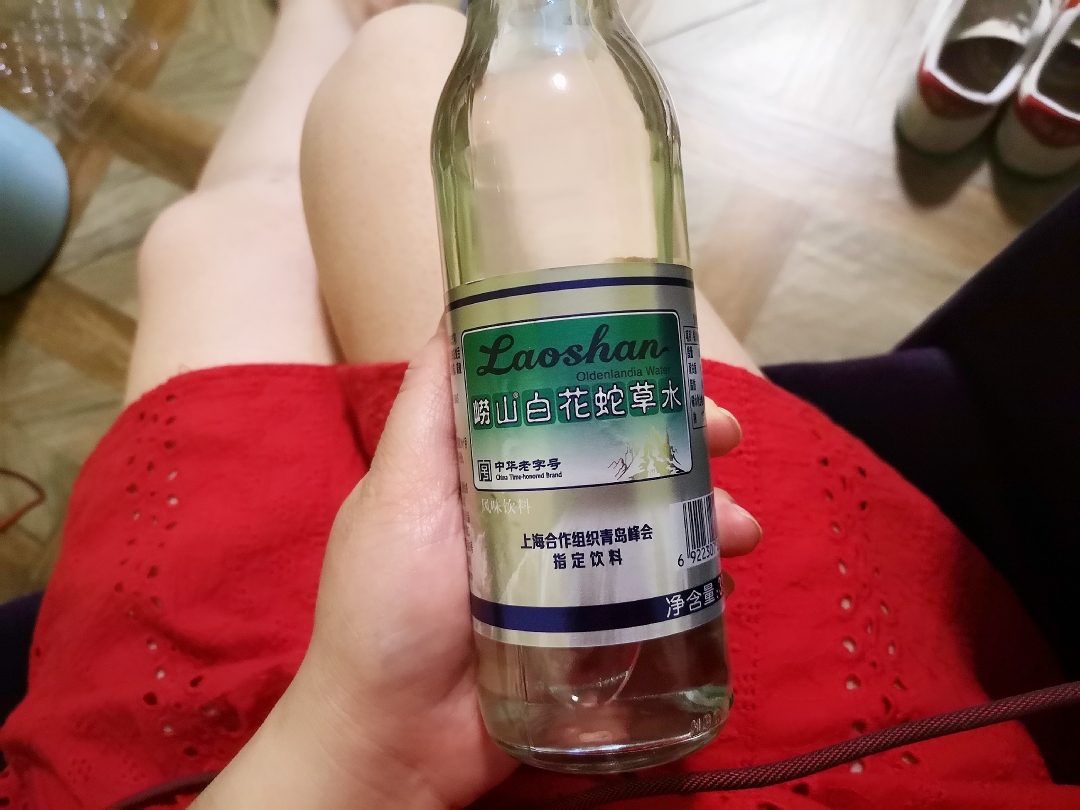 Laoshan
Oldenlandia Water
崂山白花蛇草水
中华老字号
China Time-honored Brand
风味饮料
上海合作组织青岛峰会
指定饮料
6 92230
净含量: